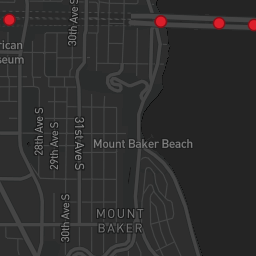 30th Ave S
rican
seum
28th Ave S
29th Ave S
31st Ave S
Mount Baker Beach
30th Ave S
MOUNT
BAKER